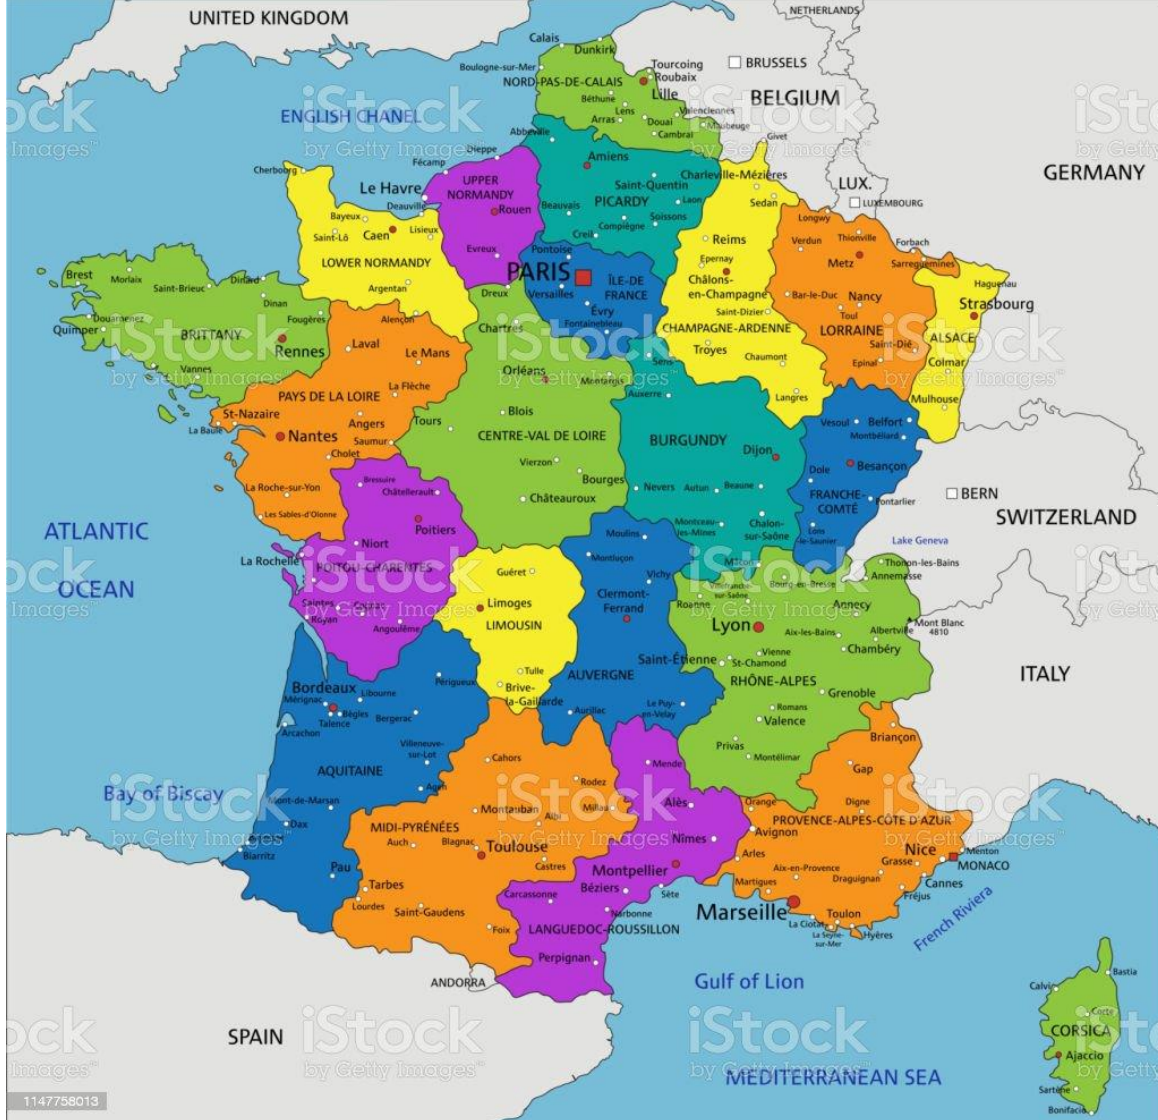 UNITED KINGDOM
NETHERLANDS
Calais
Dunkirk
Tourcoing
Roubaix
BRUSSELS
Boulogne-sur-Mer
NORD-PAS-DE-CALAIS
Lille
BELGIUM
Béthune
Lens
Valenciennes
ENGLISH CHANEL
Arras
Douai
Maubeuge
Abbeville
Cambrai
Givet
Dieppe
Amiens
GERMANY
Fécamp
Cherbourg
Charleville-Mézières
UPPER
NORMANDY
Le Havre
Saint-Quentin
LUX.
Deauville
Rouen
Beauvais
PICARDY
Laon
Sedan
LUXEMBOURG
Bayeux
Soissons
Longwy
Saint-Lô
Caen
Lisieux
Creil
Compiègne
Reims
Verdun
Thionville
Forbach
Evreux
Pontoise
Epernay
Metz
Sarreguemines
LOWER NORMANDY
PARIS
ÎLE-DE
FRANCE
Châlons-
en-Champagne
Haguenau
Brest
Morlaix
Saint-Brieuc
Dinard
Argentan
Dreux
Versailles
Bar-le-Duc
Nancy
Strasbourg
Dinan
Évry
Saint-Dizier
Toul
Douarnenez
Fougères
Alençon
Chartres
Fontainebleau
CHAMPAGNE-ARDENNE
LORRAINE
Quimper
BRITTANY
ALSACE
Rennes
Laval
Le Mans
Troyes
Saint-Dié
Sens
Chaumont
Epinal
Colmar
Vannes
Orléans
Montargis
La Flèche
Auxerre
Langres
Mulhouse
PAYS DE LA LOIRE
St-Nazaire
Blois
La Baule
Angers
Tours
Vesoul
Belfort
Nantes
Saumur
CENTRE-VAL DE LOIRE
BURGUNDY
Montbéliard
Cholet
Vierzon
Dijon
Dole
Besançon
La Roche-sur-Yon
Bressuire
Châtellerault
Bourges
Nevers
Autun
Beaune
FRANCHE-
COMTÉ
BERN
Châteauroux
Pontarlier
Les Sables-d'Olonne
Poitiers
Montceau-
les-Mines
Chalon-
sur-Saône
Lons
-le-Saunier
SWITZERLAND
ATLANTIC
OCEAN
Niort
Moulins
Lake Geneva
La Rochelle
POITOU-CHARENTES
Guéret
Montluçon
Mâcon
Thonon-les-Bains
Annemasse
Vichy
Villefranche-
sur-Saône
Bourg-en-Bresse
Saintes
Cognac
Limoges
Clermont-
Ferrand
Roanne
Annecy
Royan
Angoulême
LIMOUSIN
Lyon
Aix-les-Bains
Albertville
Mont Blanc
4810
Vienne
Chambéry
Tulle
Saint-Étienne
St-Chamond
ITALY
Bordeaux
Libourne
Périgueux
Brive-
la-Gaillarde
AUVERGNE
RHÔNE-ALPES
Mérignac
Bègles
Talence
Bergerac
Aurillac
Le Puy-
en-Velay
Grenoble
Romans
Valence
Arcachon
Villeneuve-
sur-Lot
Privas
Briançon
Cahors
Montélimar
AQUITAINE
Mende
Gap
Bay of Biscay
Mont-de-Marsan
Agen
Rodez
Dax
Montauban
Albi
Millau
Alès
Orange
Digne
MIDI-PYRÉNÉES
PROVENCE-ALPES-CÔTE D'AZUR
Avignon
Biarritz
Auch
Blagnac
Toulouse
Nîmes
Nice
Menton
MONACO
Pau
Castres
Montpellier
Arles
Aix-en-Provence
Grasse
Tarbes
Carcassonne
Béziers
Sète
Martigues
Draguignan
Cannes
Fréjus
Lourdes
Saint-Gaudens
Narbonne
Marseille
Toulon
French Riviera
Foix
LANGUEDOC-ROUSSILLON
La Ciotat
La Seyne-
sur-Mer
Hyères
Perpignan
ANDORRA
Gulf of Lion
Bastia
Calvi
Corte
SPAIN
CORSICA
Ajaccio
MEDITERRANEAN SEA
Sartène
Bonifacio
iStock
by Getty Images™
1147758013